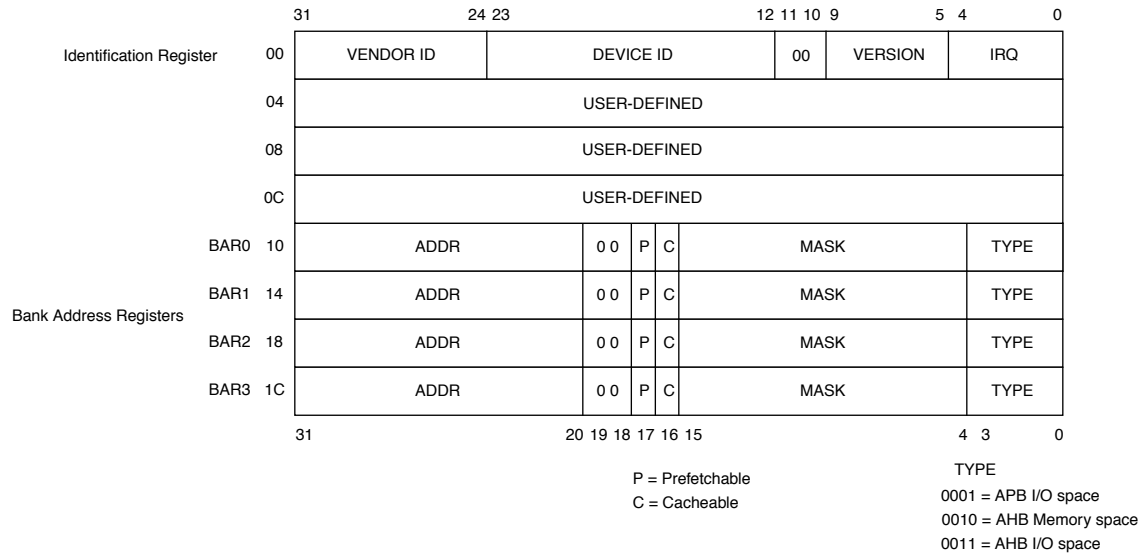 31 24 23 12 11 10 9 5 4 0
Identification Register 00 VENDOR ID DEVICE ID 00 VERSION IRQ
04 USER-DEFINED
08 USER-DEFINED
0C USER-DEFINED
BAR0 10 ADDR 0 0 P C MASK TYPE
BAR1 14 ADDR 0 0 P C MASK TYPE
Bank Address Registers
BAR2 18 ADDR 0 0 P C MASK TYPE
BAR3 1C ADDR 0 0 P C MASK TYPE
31 20 19 18 17 16 15 4 3 0
P = Prefetchable
C = Cacheable
TYPE
0001 = APB I/O space
0010 = AHB Memory space
0011 = AHB I/O space